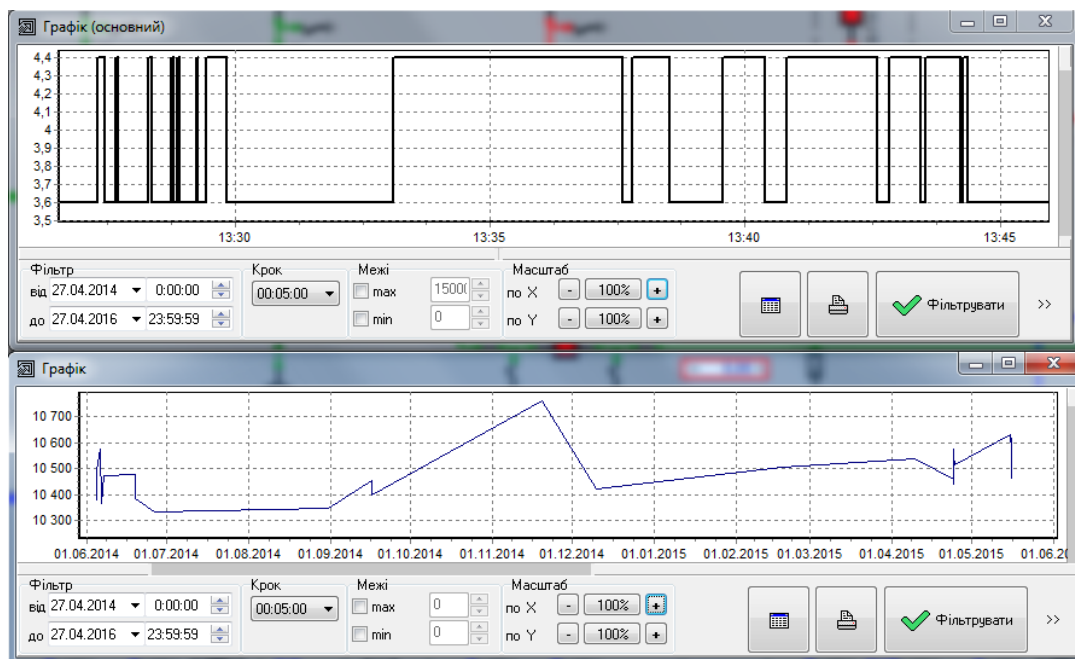 Графік (основний)
4,4
4,3
4,2
4,1
4
3,9
3,8
3,7
3,6
3,5
13:30 13:35 13:40 13:45
Фільтр Крок Межі Масштаб
від 27.04.2014 0:00:00 00:05:00 max 1500 по X - 100% +
до 27.04.2016 23:59:59 min 0 по Y - 100% + Фільтрувати >>
Графік
10 700
10 600
10 500
10 400
10 300
01.06.2014 01.07.2014 01.08.2014 01.09.2014 01.10.2014 01.11.2014 01.12.2014 01.01.2015 01.02.2015 01.03.2015 01.04.2015 01.05.2015 01.06.20
Фільтр Крок Межі Масштаб
від 27.04.2014 0:00:00 00:05:00 max 0 по X - 100% +
до 27.04.2016 23:59:59 min 0 по Y - 100% + Фільтрувати >>